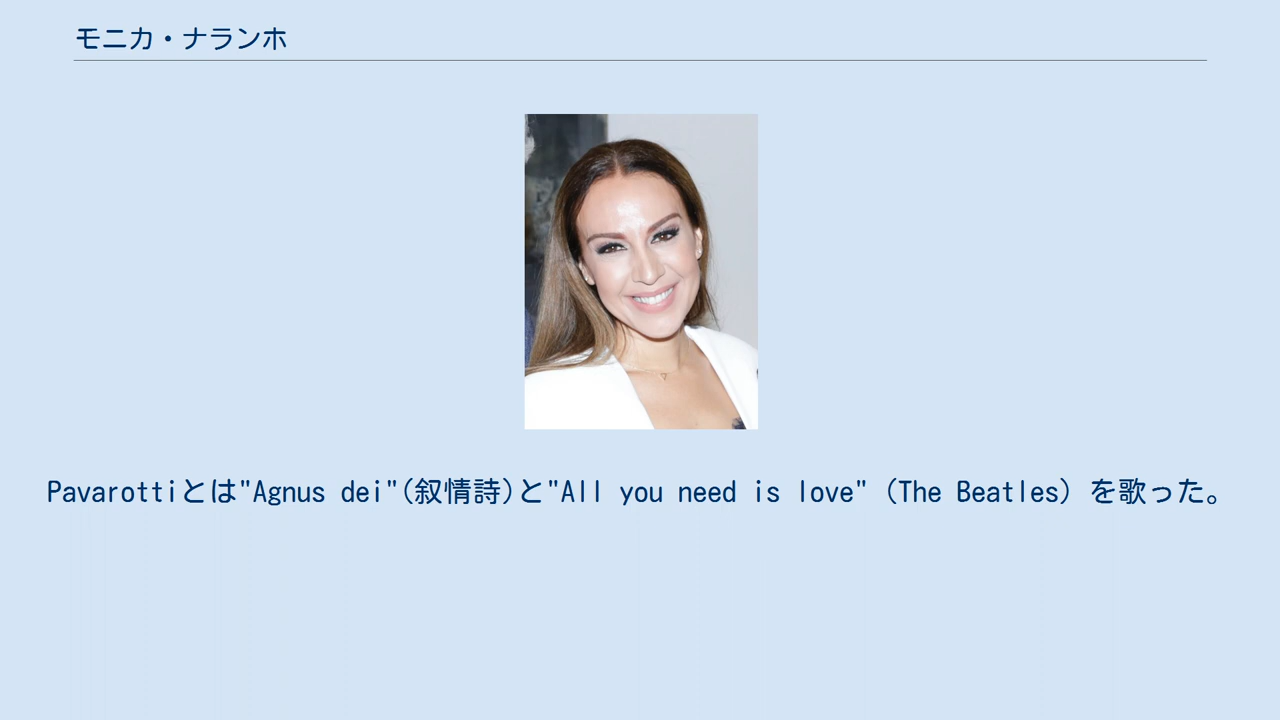 モニカ・ナランホ
Pavarottiとは"Agnus dei"(叙情詩)と"All you need is love" (The Beatles) を歌った。